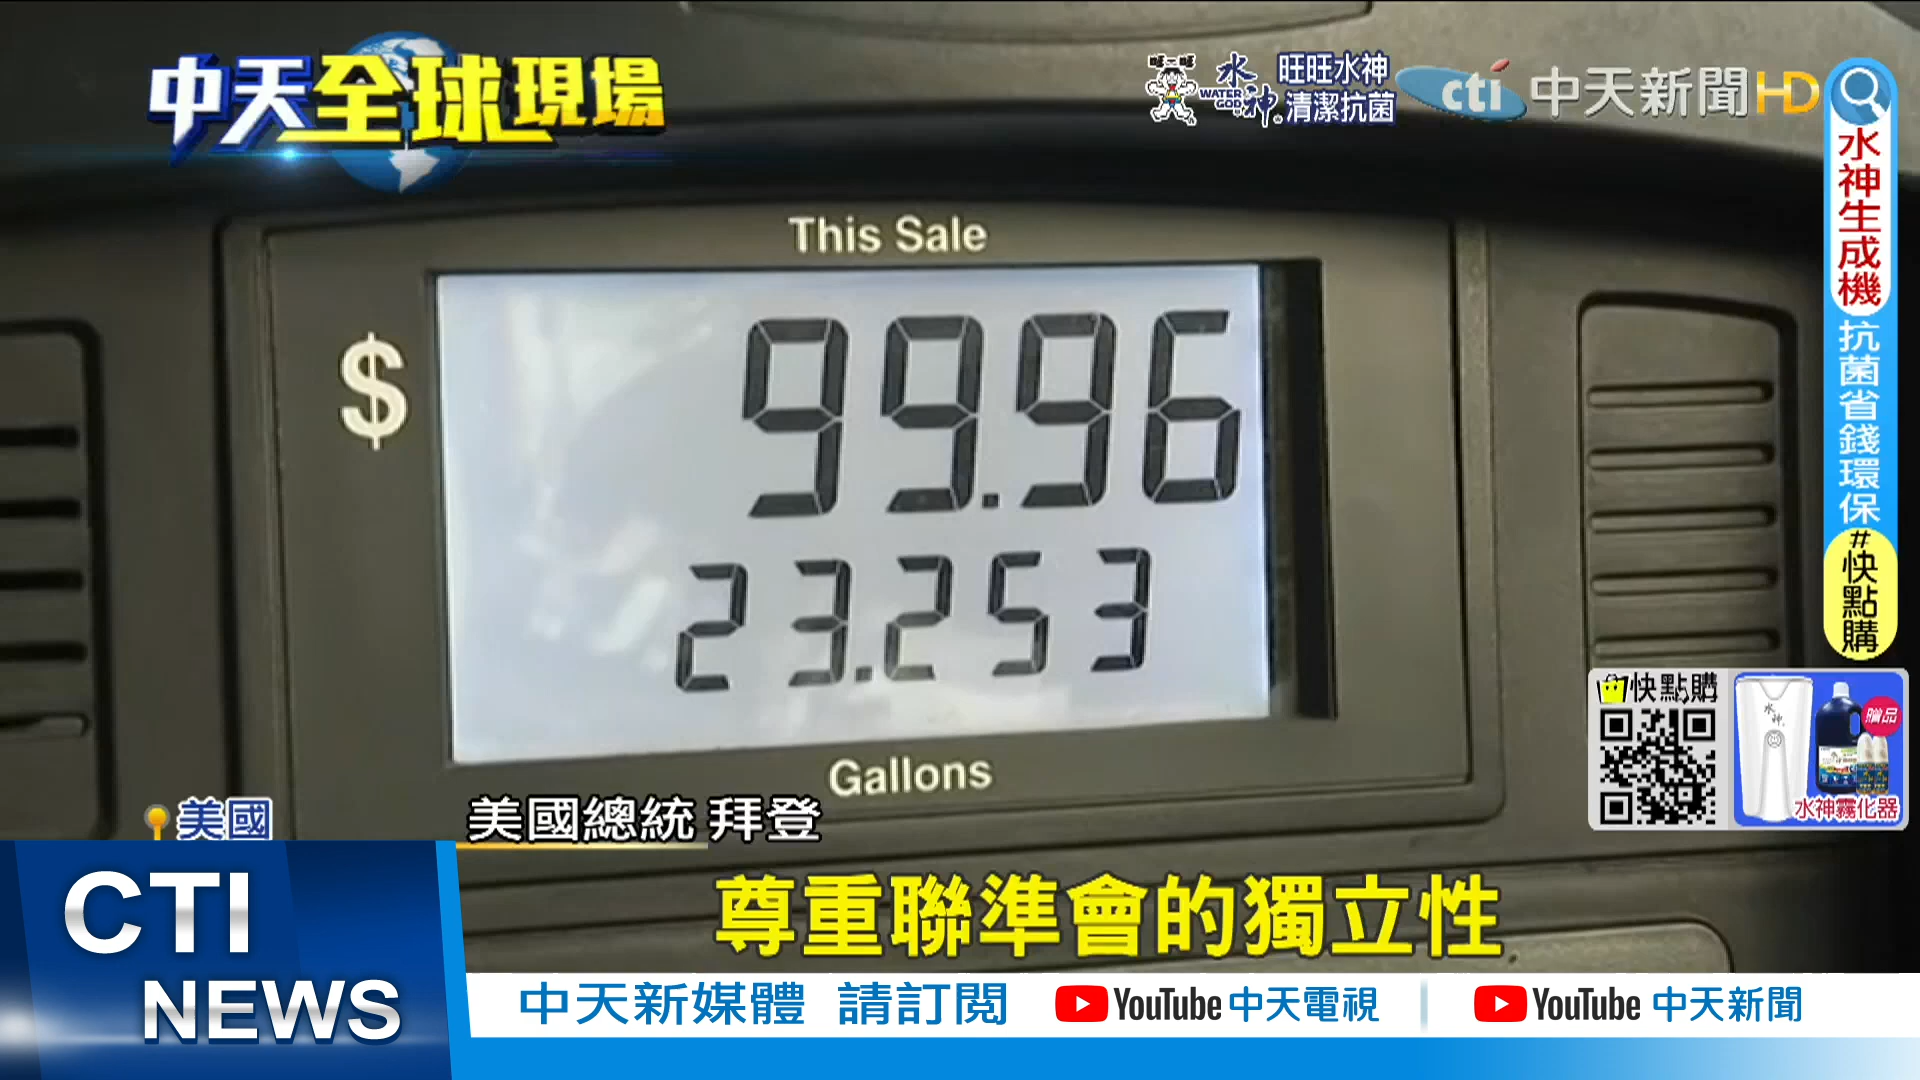 中天全球現場
旺旺水神
清潔抗菌
水神
WATER GOD
cti 中天新聞HD
水神生成機
抗菌省錢環保
#快點購
This Sale
$ 99.96
23.253
Gallons
快點購
贈品
水神霧化器
美國
美國總統 拜登
尊重聯準會的獨立性
CTI NEWS
中天新媒體 請訂閱 YouTube 中天電視 YouTube 中天新聞